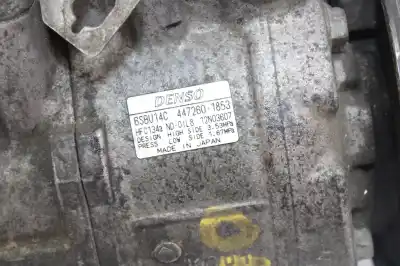 DENSO
6SBU14C 447260-1853
HFC134a ND-OIL8 12N03607
DESIGN HIGH SIDE 3.53MPa
PRESS LOW SIDE 1.67MPa
MADE IN JAPAN